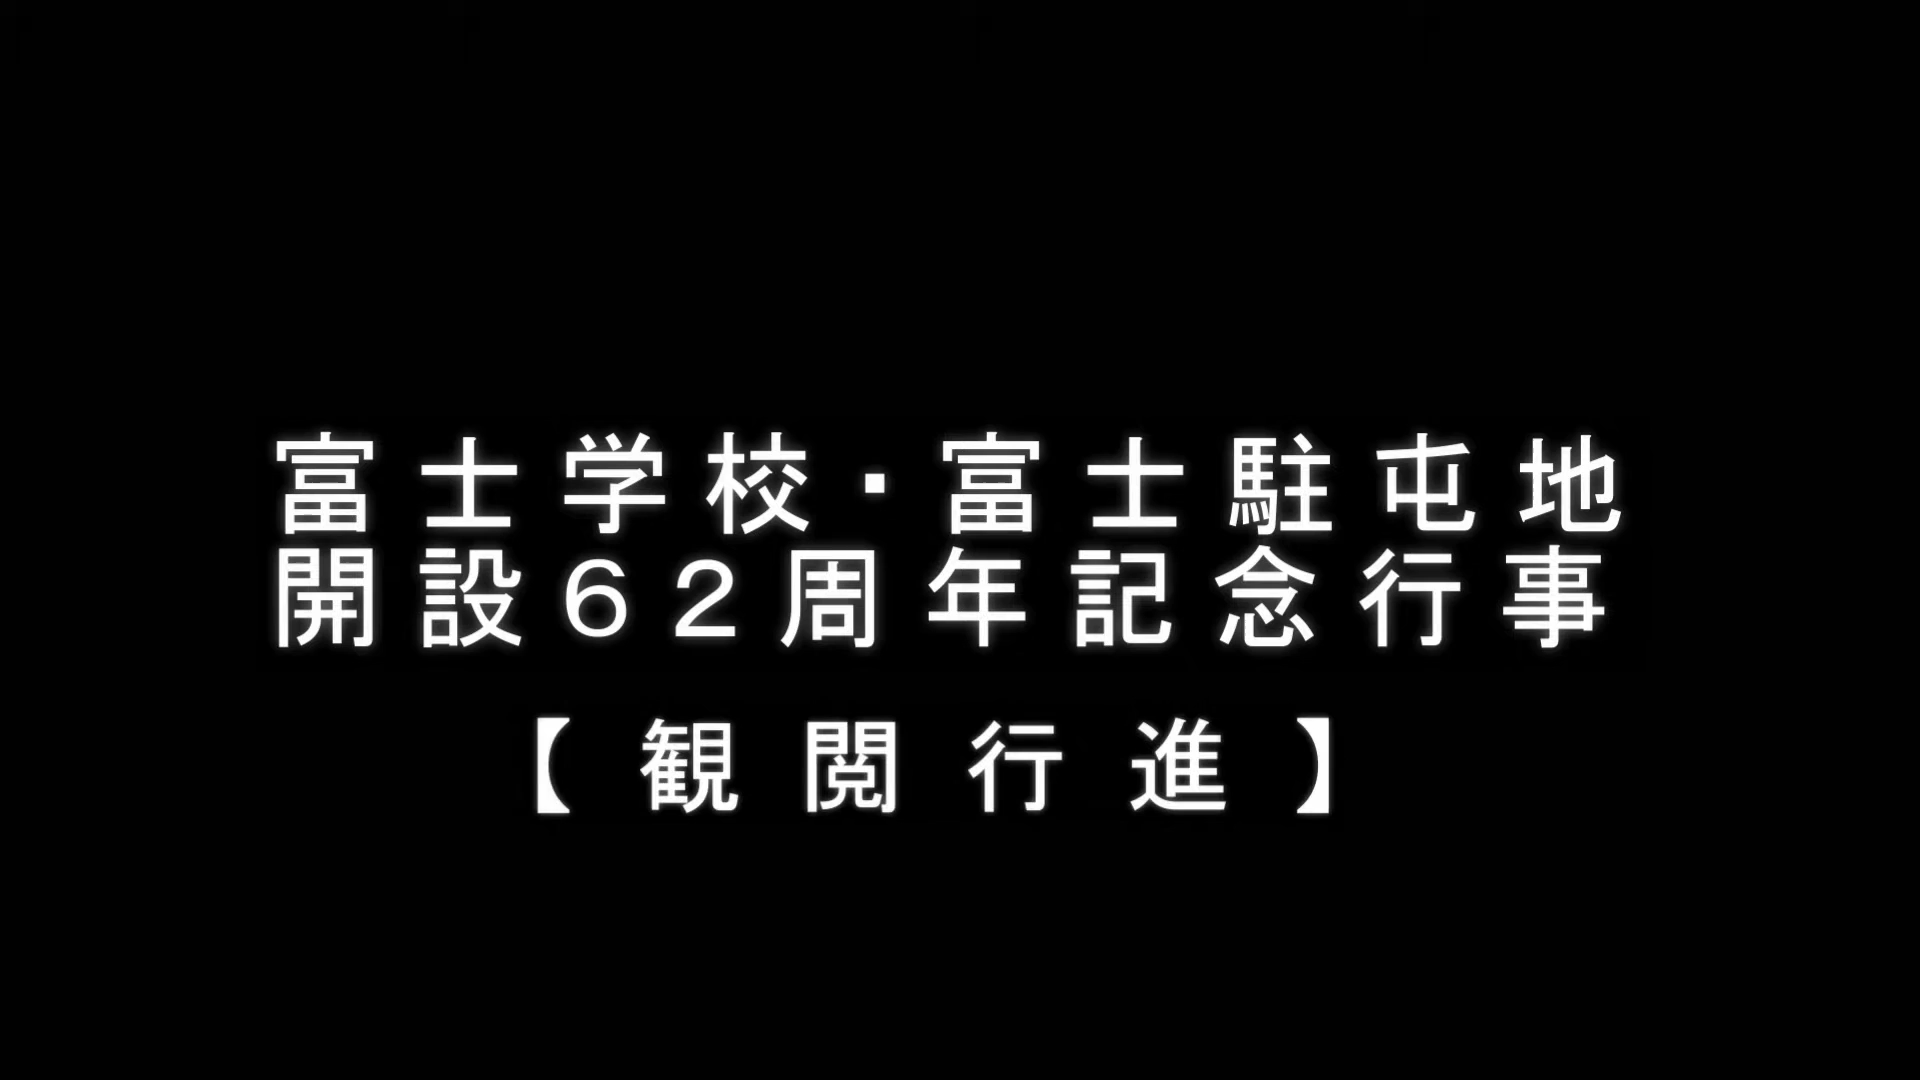 富士学校・富士駐屯地
開設62周年記念行事
【観閲行進】